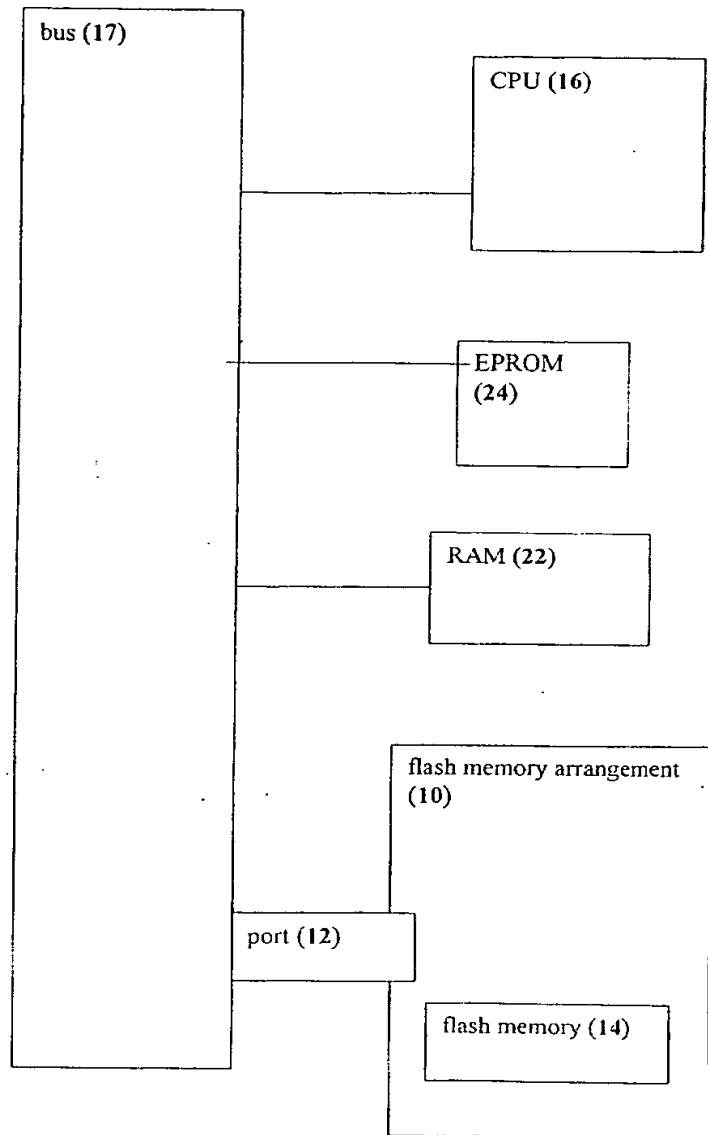 bus (17)
CPU (16)
EPROM
(24)
RAM (22)
flash memory arrangement
(10)
port (12)
flash memory (14)